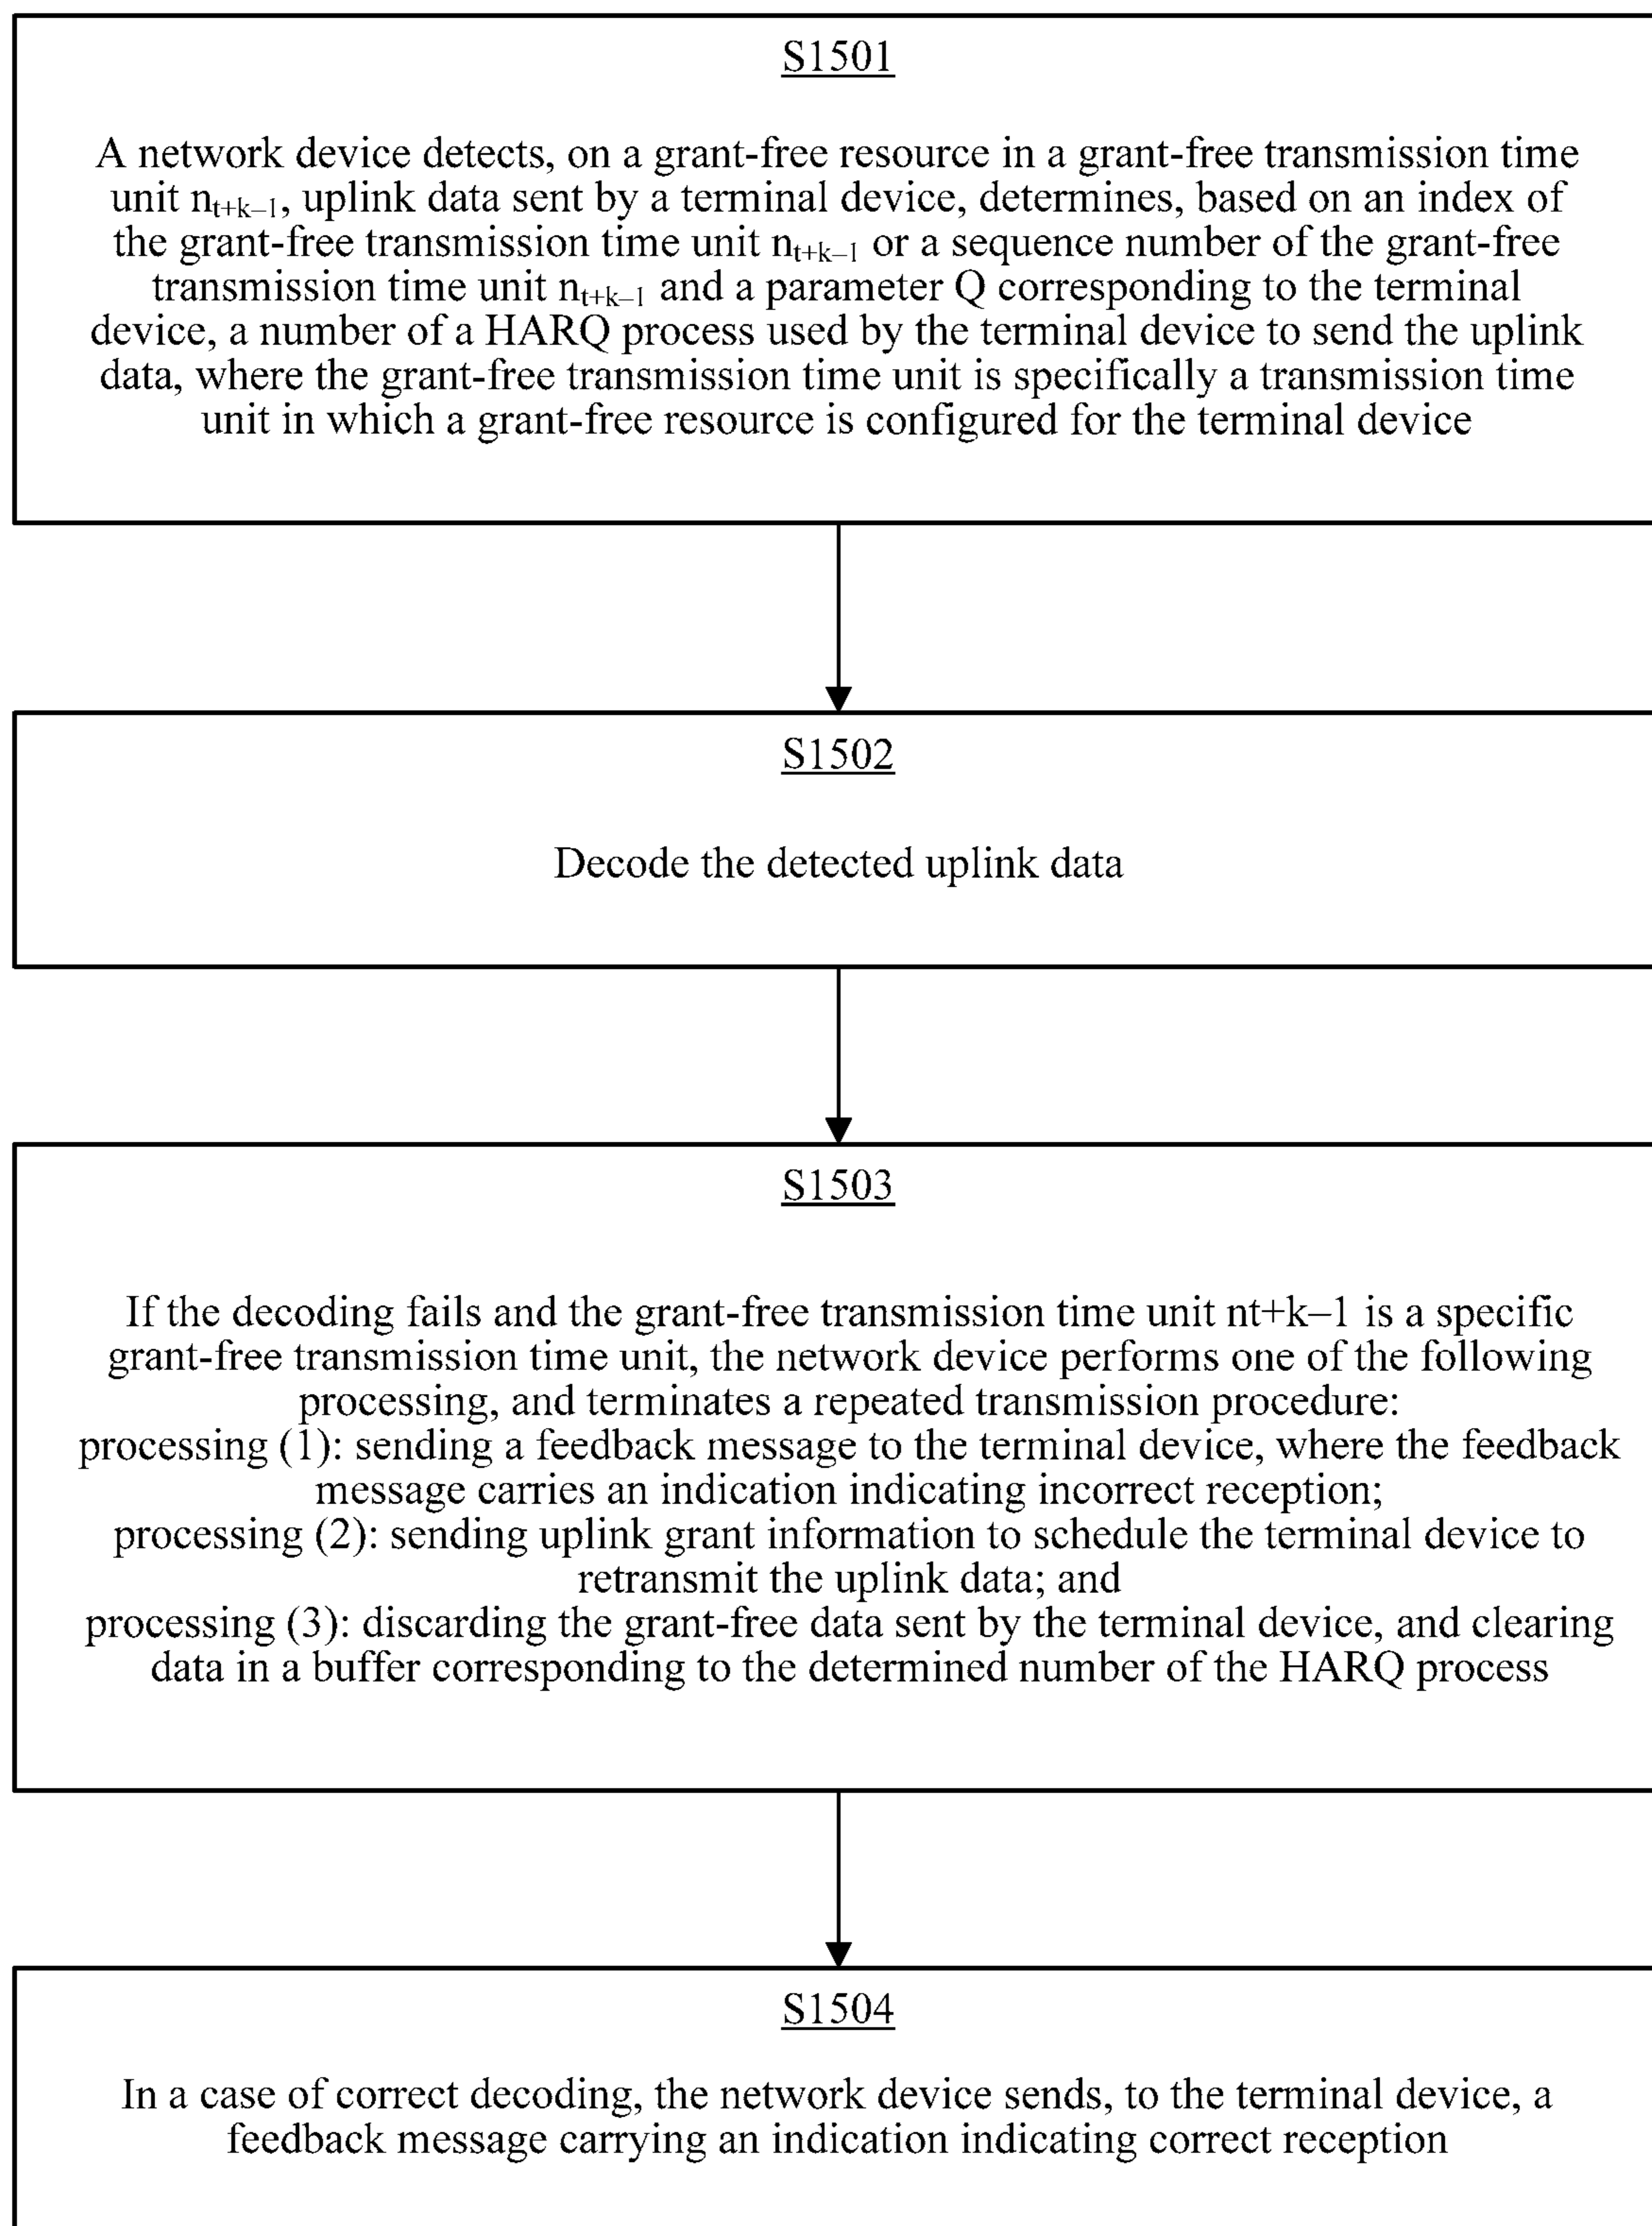 S1501
A network device detects, on a grant-free resource in a grant-free transmission time
unit nₜ₊ₖ₋₁, uplink data sent by a terminal device, determines, based on an index of
the grant-free transmission time unit nₜ₊ₖ₋₁ or a sequence number of the grant-free
transmission time unit nₜ₊ₖ₋₁ and a parameter Q corresponding to the terminal
device, a number of a HARQ process used by the terminal device to send the uplink
data, where the grant-free transmission time unit is specifically a transmission time
unit in which a grant-free resource is configured for the terminal device
S1502
Decode the detected uplink data
S1503
If the decoding fails and the grant-free transmission time unit nt+k–1 is a specific
grant-free transmission time unit, the network device performs one of the following
processing, and terminates a repeated transmission procedure:
processing (1): sending a feedback message to the terminal device, where the feedback
message carries an indication indicating incorrect reception;
processing (2): sending uplink grant information to schedule the terminal device to
retransmit the uplink data; and
processing (3): discarding the grant-free data sent by the terminal device, and clearing
data in a buffer corresponding to the determined number of the HARQ process
S1504
In a case of correct decoding, the network device sends, to the terminal device, a
feedback message carrying an indication indicating correct reception